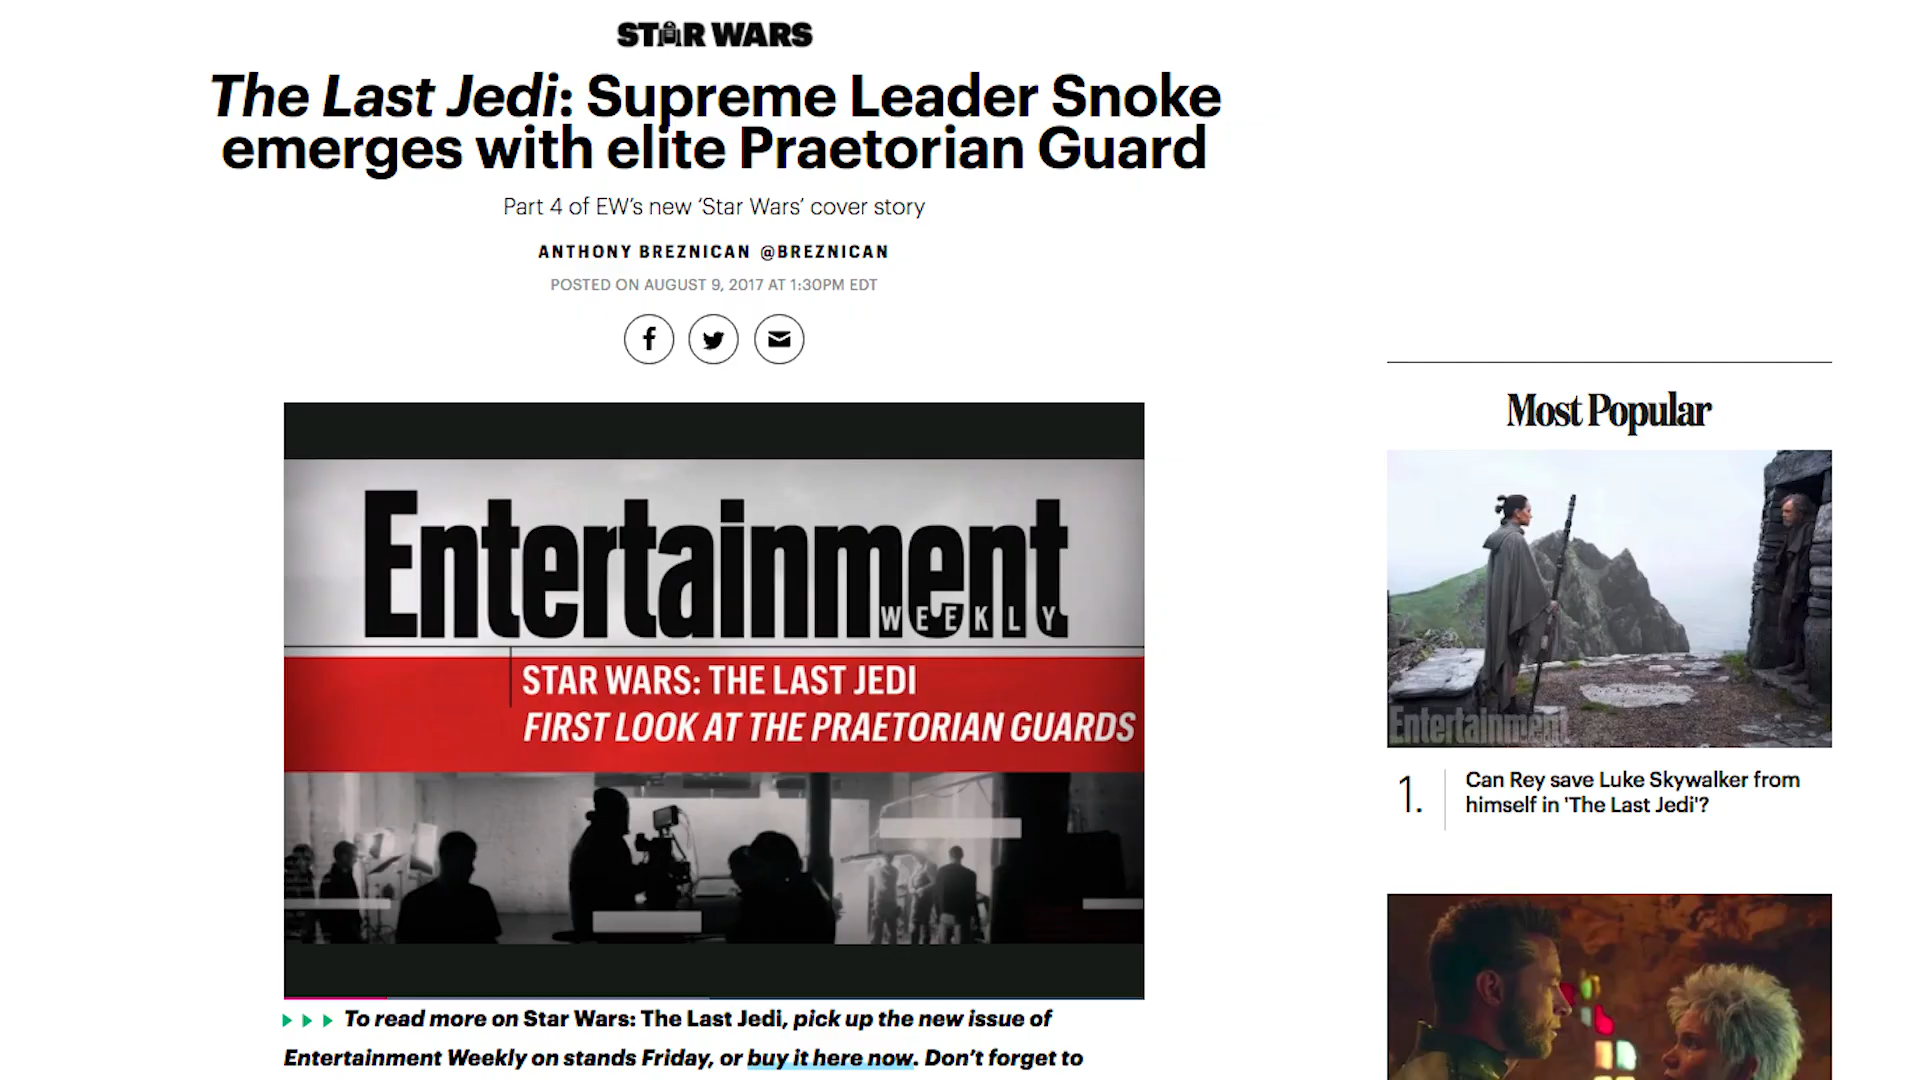 STAR WARS
The Last Jedi: Supreme Leader Snoke
emerges with elite Praetorian Guard
Part 4 of EW’s new ‘Star Wars’ cover story
ANTHONY BREZNICAN @BREZNICAN
POSTED ON AUGUST 9, 2017 AT 1:30PM EDT
Entertainment
WEEKLY
STAR WARS: THE LAST JEDI
FIRST LOOK AT THE PRAETORIAN GUARDS
To read more on Star Wars: The Last Jedi, pick up the new issue of
Entertainment Weekly on stands Friday, or buy it here now. Don’t forget to
Most Popular
Entertainment
1.
Can Rey save Luke Skywalker from
himself in 'The Last Jedi'?